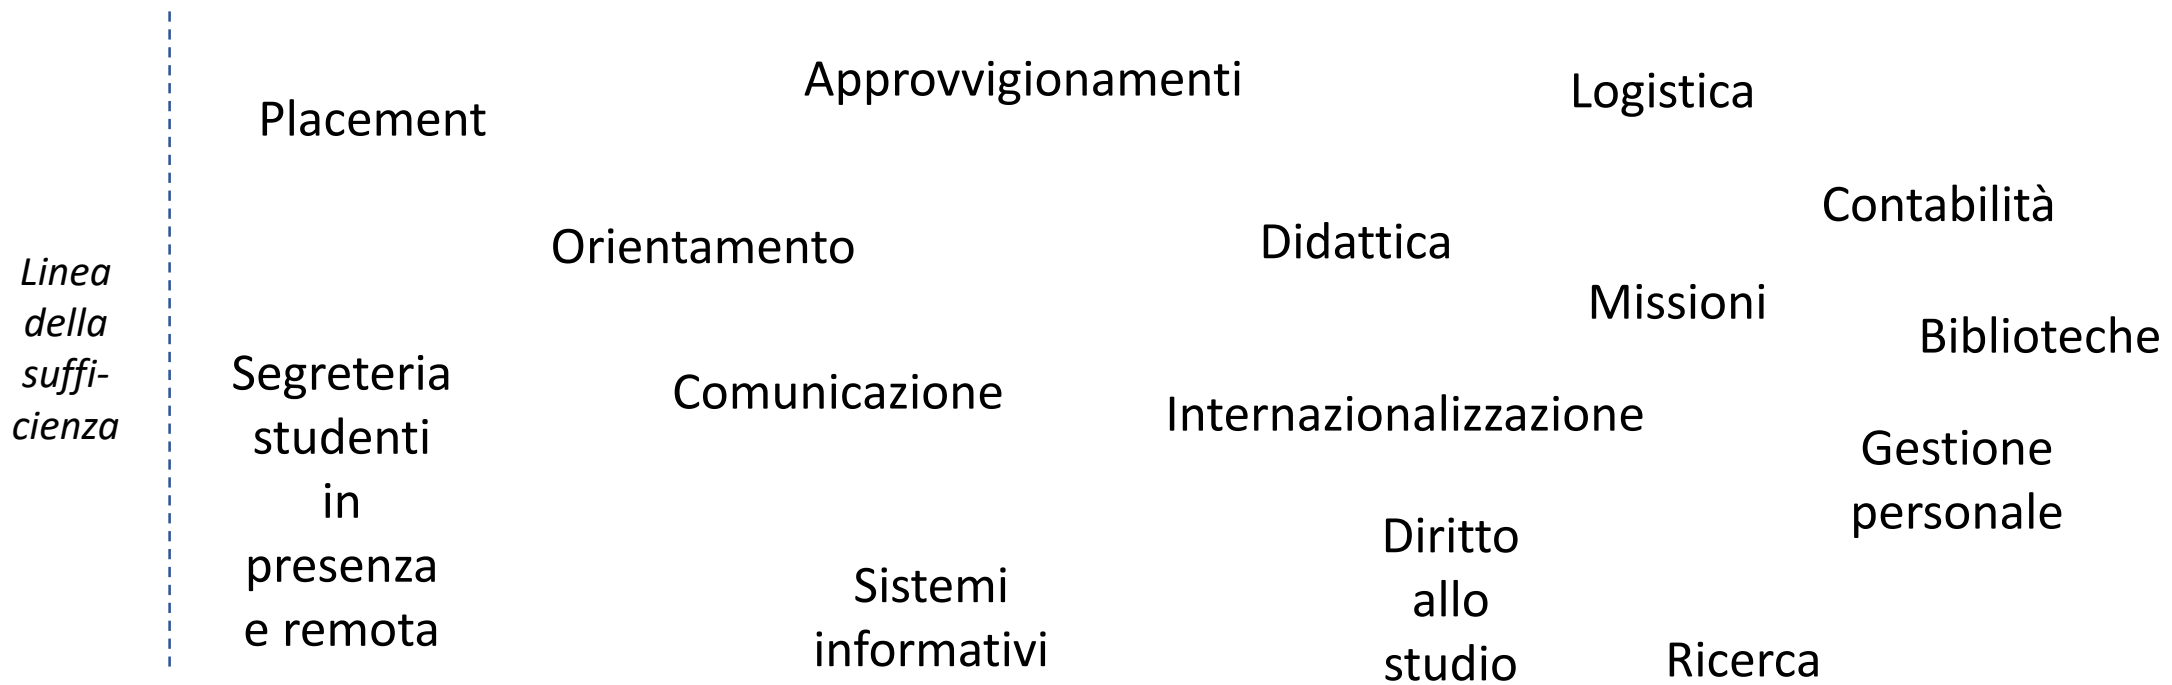 Approvvigionamenti
Logistica
Placement
Contabilità
Orientamento
Didattica
Linea
della
suffi-
cienza
Missioni
Biblioteche
Segreteria
studenti
in
presenza
e remota
Comunicazione
Internazionalizzazione
Gestione
personale
Diritto
allo
studio
Sistemi
informativi
Ricerca